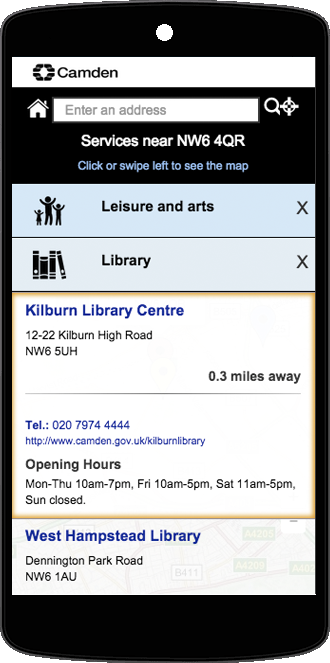 Camden
Enter an address
Services near NW6 4QR
Click or swipe left to see the map
Leisure and arts X
Library X
Kilburn Library Centre
12-22 Kilburn High Road
NW6 5UH
0.3 miles away
Tel.: 020 7974 4444
http://www.camden.gov.uk/kilburnlibrary
Opening Hours
Mon-Thu 10am-7pm, Fri 10am-5pm, Sat 11am-5pm,
Sun closed.
West Hampstead Library
A4205
Dennington Park Road
B411
NW6 1AU